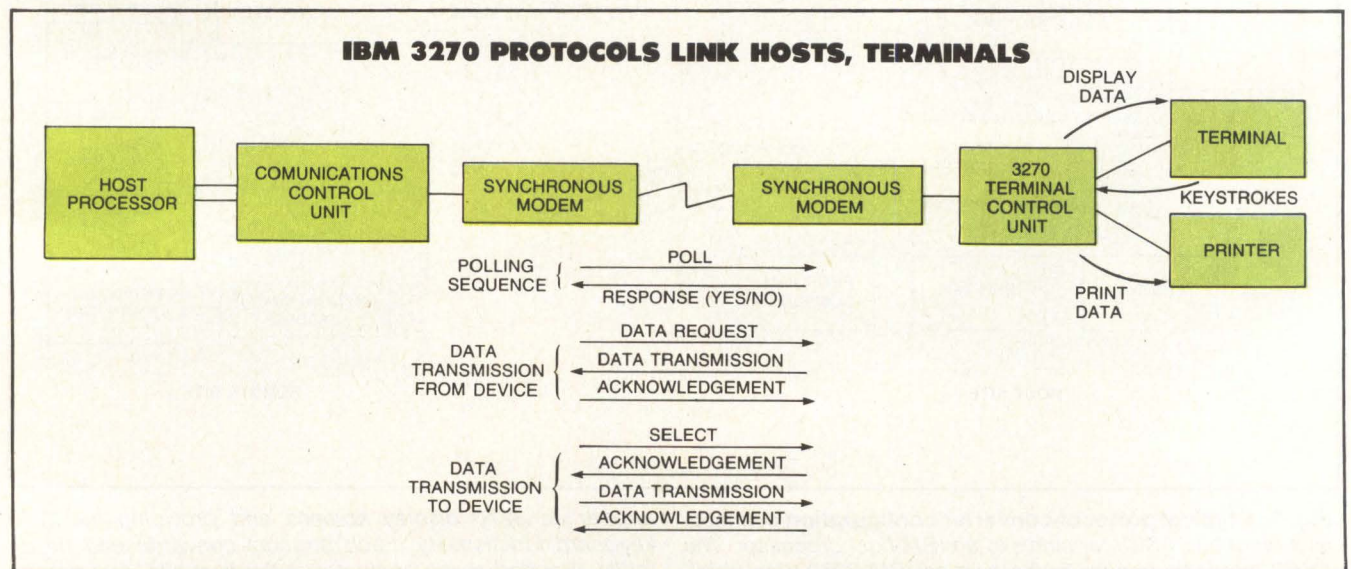 IBM 3270 PROTOCOLS LINK HOSTS, TERMINALS
DISPLAY
DATA
HOST
PROCESSOR
COMUNICATIONS
CONTROL
UNIT
SYNCHRONOUS
MODEM
SYNCHRONOUS
MODEM
3270
TERMINAL
CONTROL
UNIT
TERMINAL
KEYSTROKES
PRINTER
PRINT
DATA
POLLING
SEQUENCE
POLL
RESPONSE (YES/NO)
DATA
TRANSMISSION
FROM DEVICE
DATA REQUEST
DATA TRANSMISSION
ACKNOWLEDGEMENT
DATA
TRANSMISSION
TO DEVICE
SELECT
ACKNOWLEDGEMENT
DATA TRANSMISSION
ACKNOWLEDGEMENT